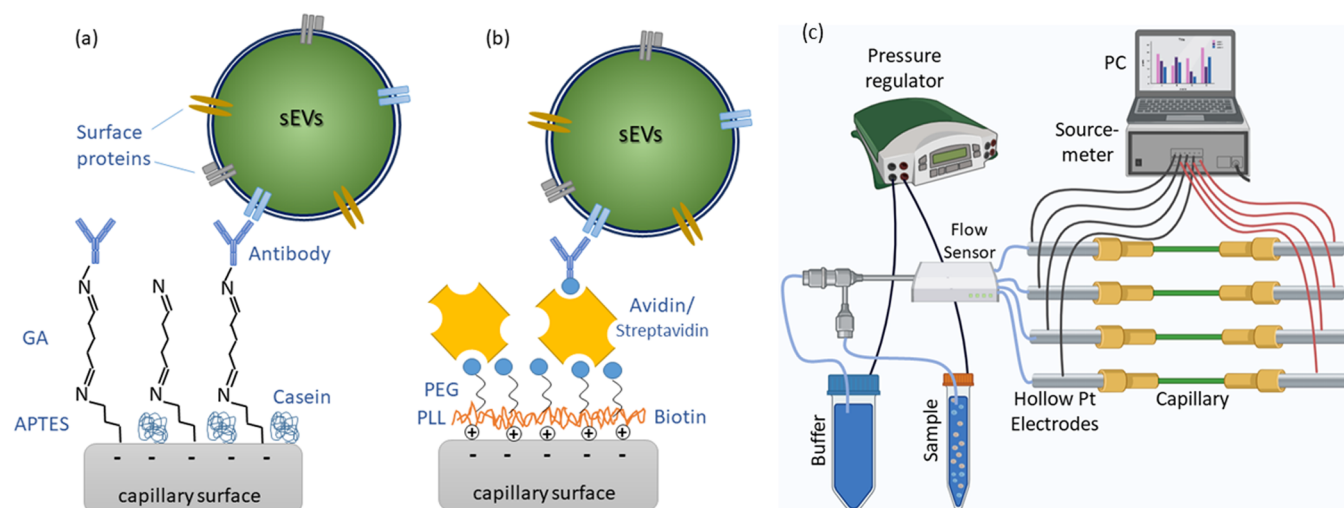 (a)
sEVs
Surface
proteins
Antibody
N
N
N
GA
N
N
N
APTES
Casein
- - - - -
capillary surface
(b)
sEVs
Avidin/
Streptavidin
PEG
PLL
Biotin
+ + + + +
- - - - -
capillary surface
(c)
Pressure
regulator
PC
Source-
meter
Flow
Sensor
Buffer
Sample
Hollow Pt
Electrodes
Capillary